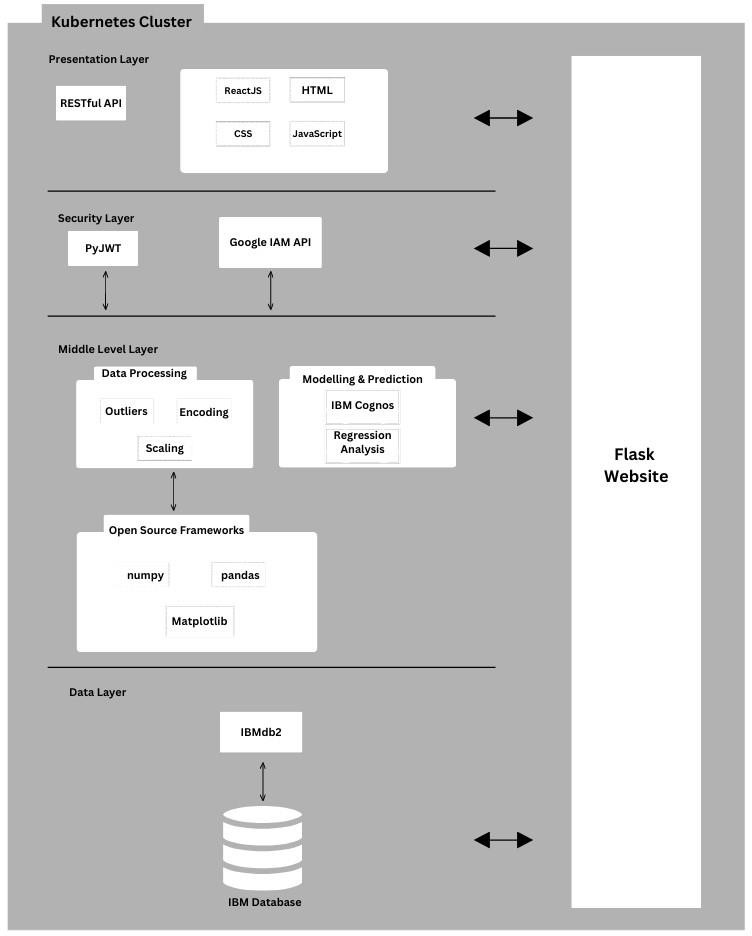 Kubernetes Cluster
Presentation Layer
RESTful API
ReactJS
HTML
CSS
JavaScript
Security Layer
PyJWT
Google IAM API
Middle Level Layer
Data Processing
Outliers
Encoding
Scaling
Modelling & Prediction
IBM Cognos
Regression
Analysis
Open Source Frameworks
numpy
pandas
Matplotlib
Data Layer
IBMdb2
IBM Database
Flask
Website